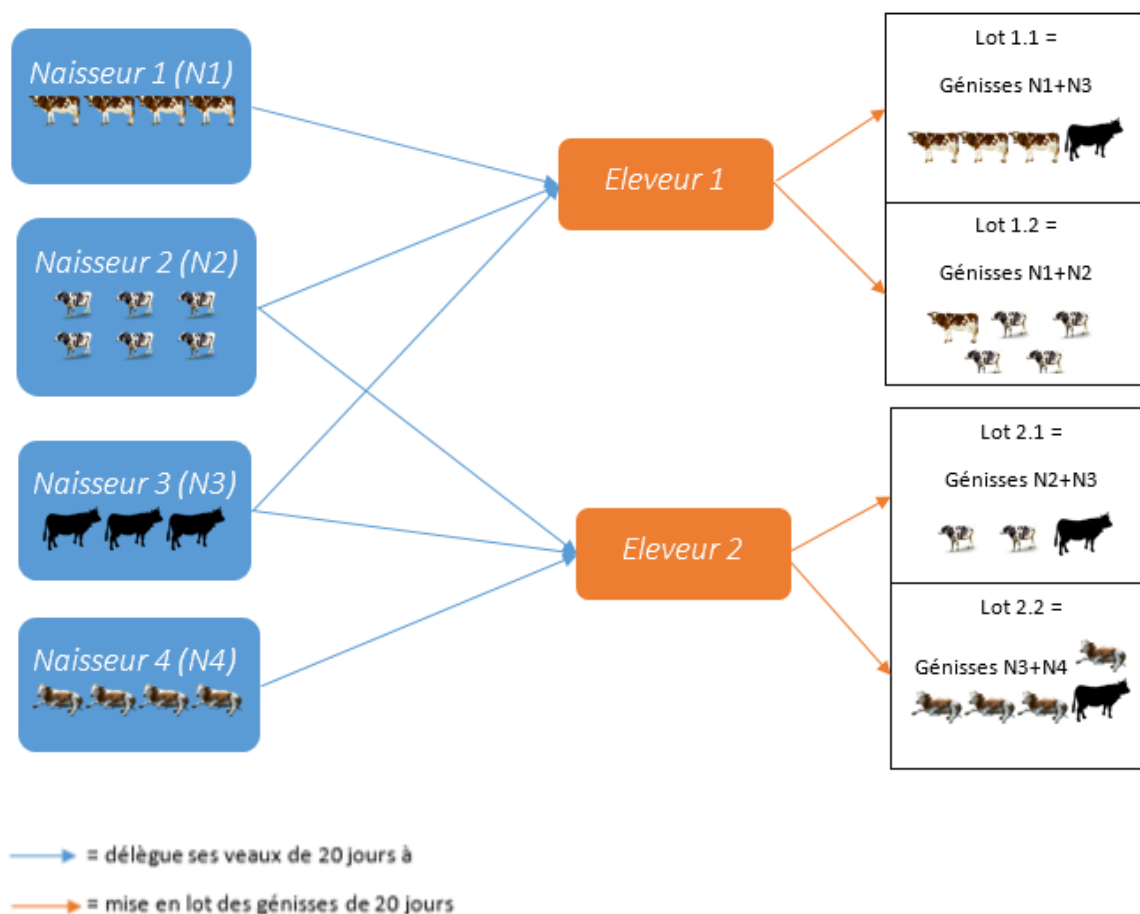 Naisseur 1 (N1)
Naisseur 2 (N2)
Naisseur 3 (N3)
Naisseur 4 (N4)
Eleveur 1
Eleveur 2
Lot 1.1 =
Génisses N1+N3
Lot 1.2 =
Génisses N1+N2
Lot 2.1 =
Génisses N2+N3
Lot 2.2 =
Génisses N3+N4
= délègue ses veaux de 20 jours à
= mise en lot des génisses de 20 jours